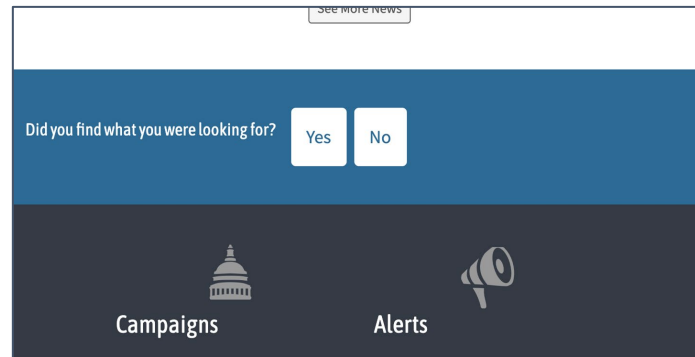 See More News
Did you find what you were looking for? Yes No
Campaigns Alerts